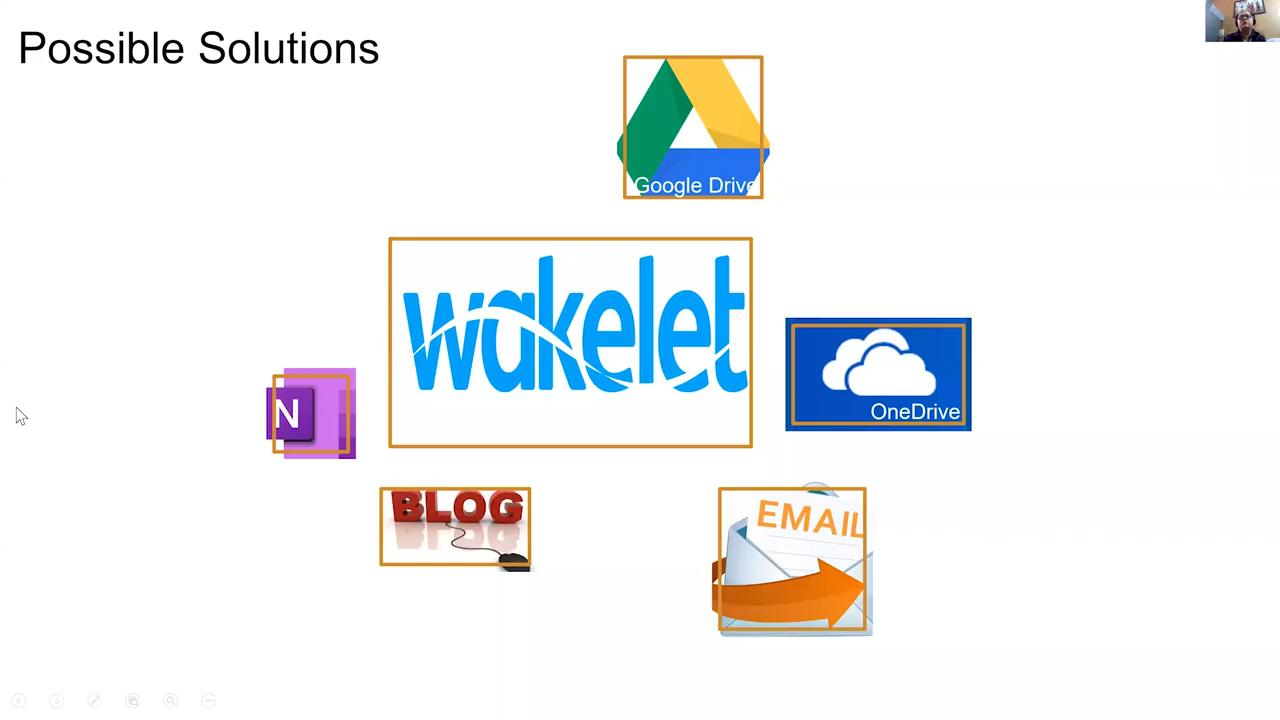 Possible Solutions
Google Drive
wakelet
OneDrive
N
BLOG
EMAIL